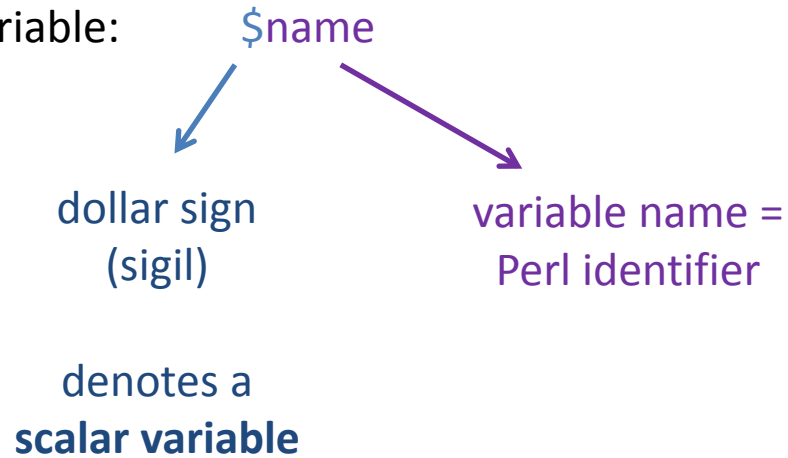 riable: $name
dollar sign
(sigil)
variable name =
Perl identifier
denotes a
scalar variable